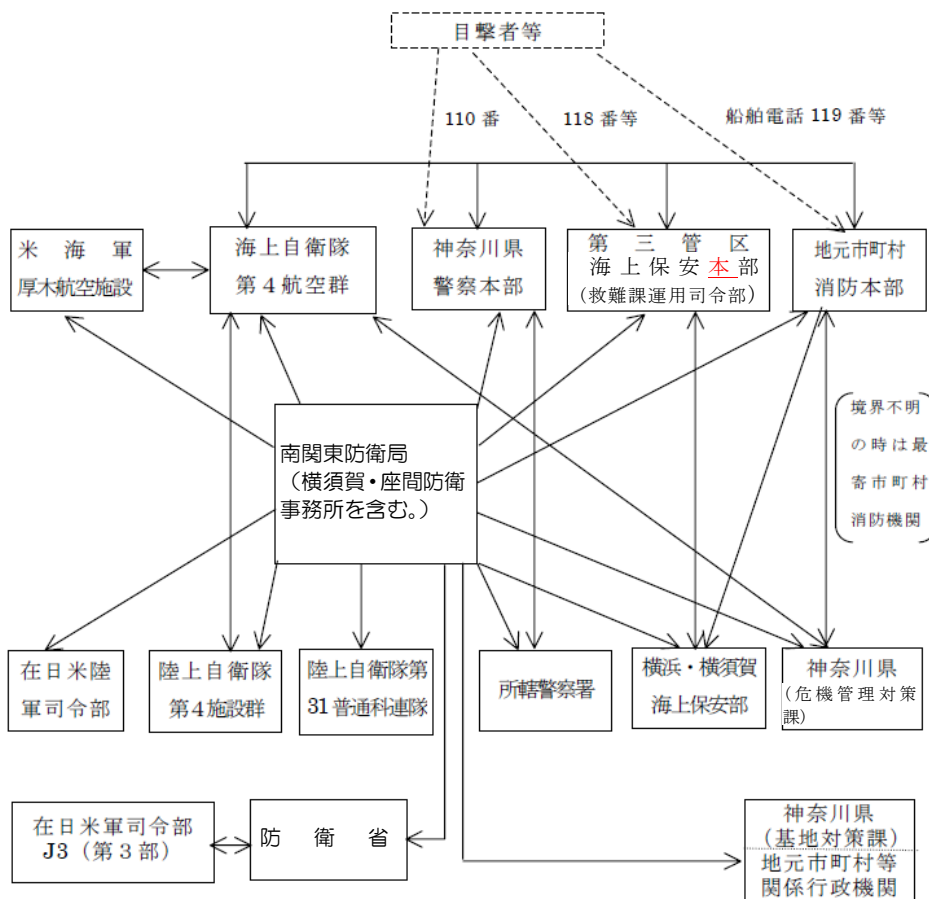 目撃者等
110 番
118 番等
船舶電話 119 番等
米海軍
厚木航空施設
海上自衛隊
第４航空群
神奈川県
警察本部
第三管区
海上保安本部
(救難課運用司令部)
地元市町村
消防本部
境界不明
の時は最
寄市町村
消防機関
南関東防衛局
（横須賀・座間防衛
事務所を含む。）
在日米陸
軍司令部
陸上自衛隊
第４施設群
陸上自衛隊第
31 普通科連隊
所轄警察署
横浜・横須賀
海上保安部
神奈川県
(危機管理対策
課)
在日米軍司令部
J3（第３部）
防衛省
神奈川県
(基地対策課)
地元市町村等
関係行政機関